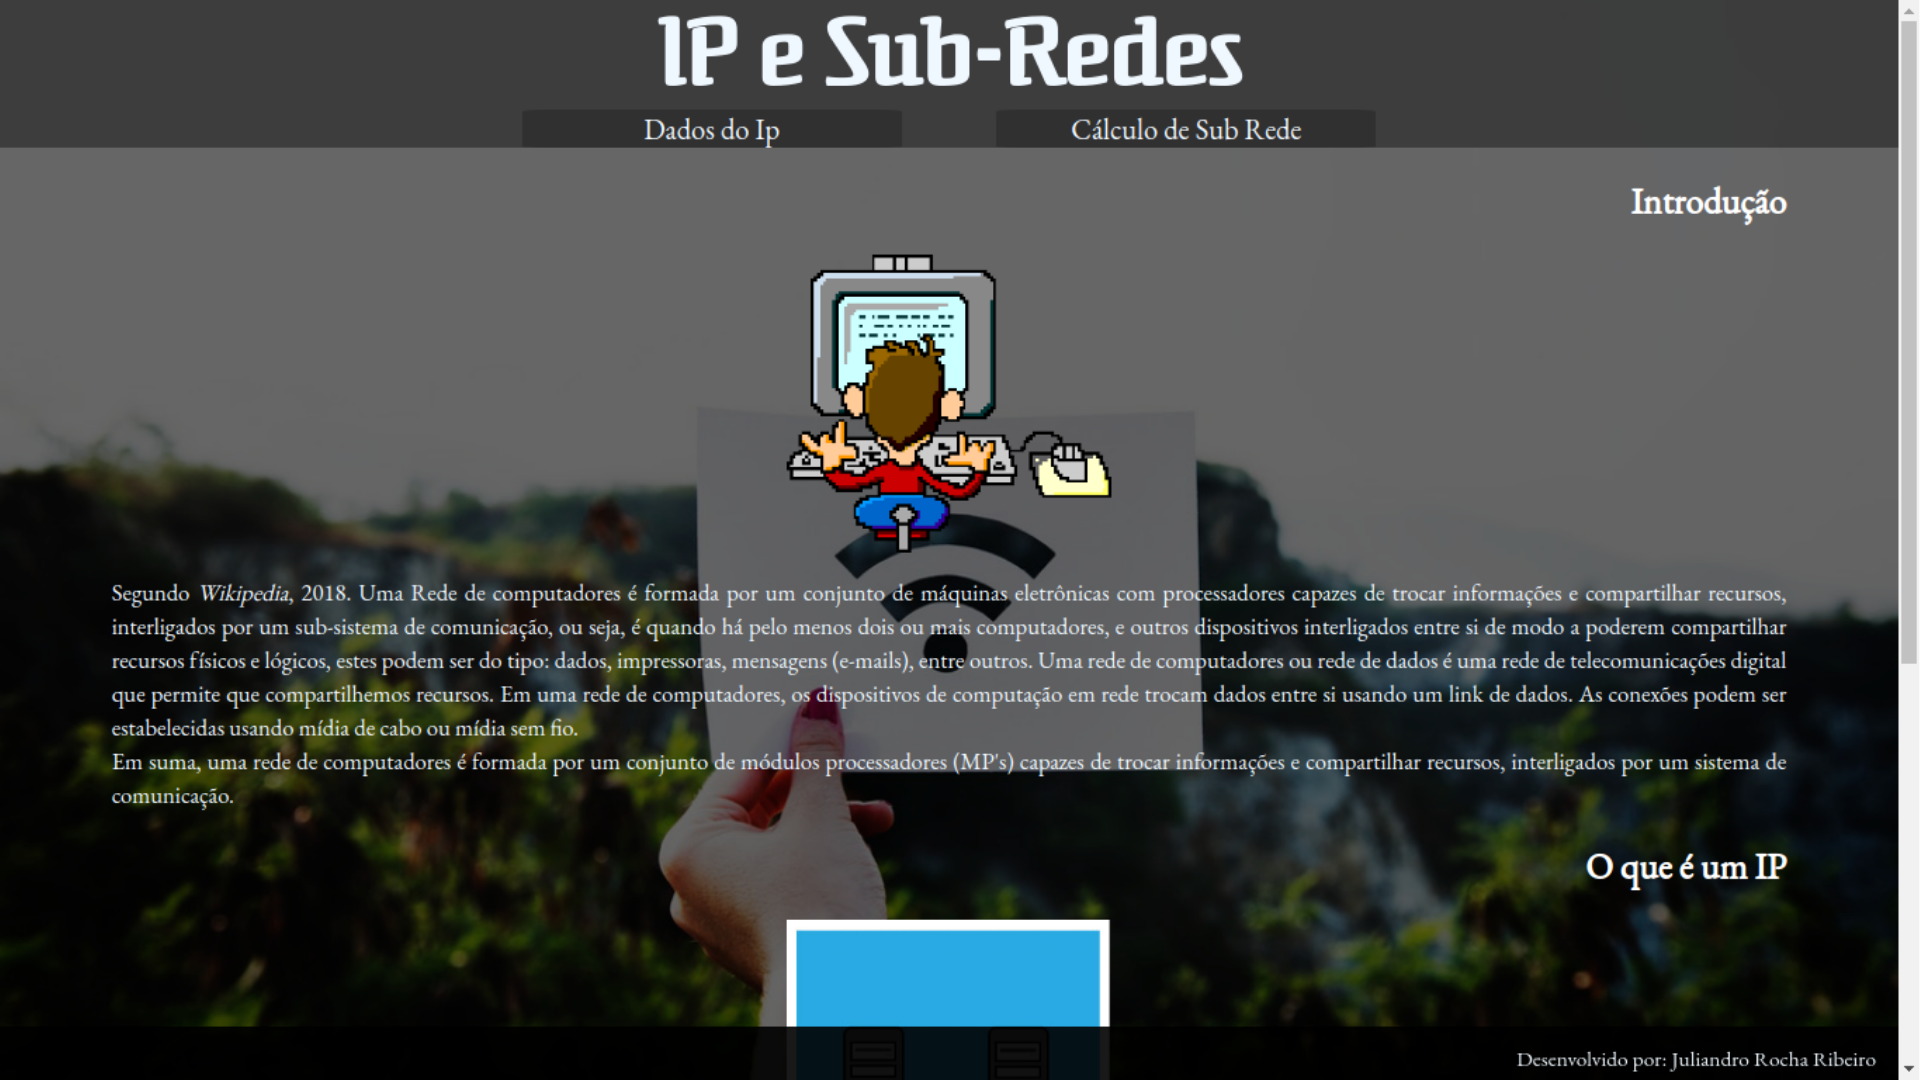 IP e Sub-Redes
Dados do Ip
Cálculo de Sub Rede
Introdução
Segundo Wikipedia, 2018. Uma Rede de computadores é formada por um conjunto de máquinas eletrônicas com processadores capazes de trocar informações e compartilhar recursos,
interligados por um sub-sistema de comunicação, ou seja, é quando há pelo menos dois ou mais computadores, e outros dispositivos interligados entre si de modo a poderem compartilhar
recursos físicos e lógicos, estes podem ser do tipo: dados, impressoras, mensagens (e-mails), entre outros. Uma rede de computadores ou rede de dados é uma rede de telecomunicações digital
que permite que compartilhemos recursos. Em uma rede de computadores, os dispositivos de computação em rede trocam dados entre si usando um link de dados. As conexões podem ser
estabelecidas usando mídia de cabo ou mídia sem fio.
Em suma, uma rede de computadores é formada por um conjunto de módulos processadores (MP's) capazes de trocar informações e compartilhar recursos, interligados por um sistema de
comunicação.
O que é um IP
Desenvolvido por: Juliandro Rocha Ribeiro